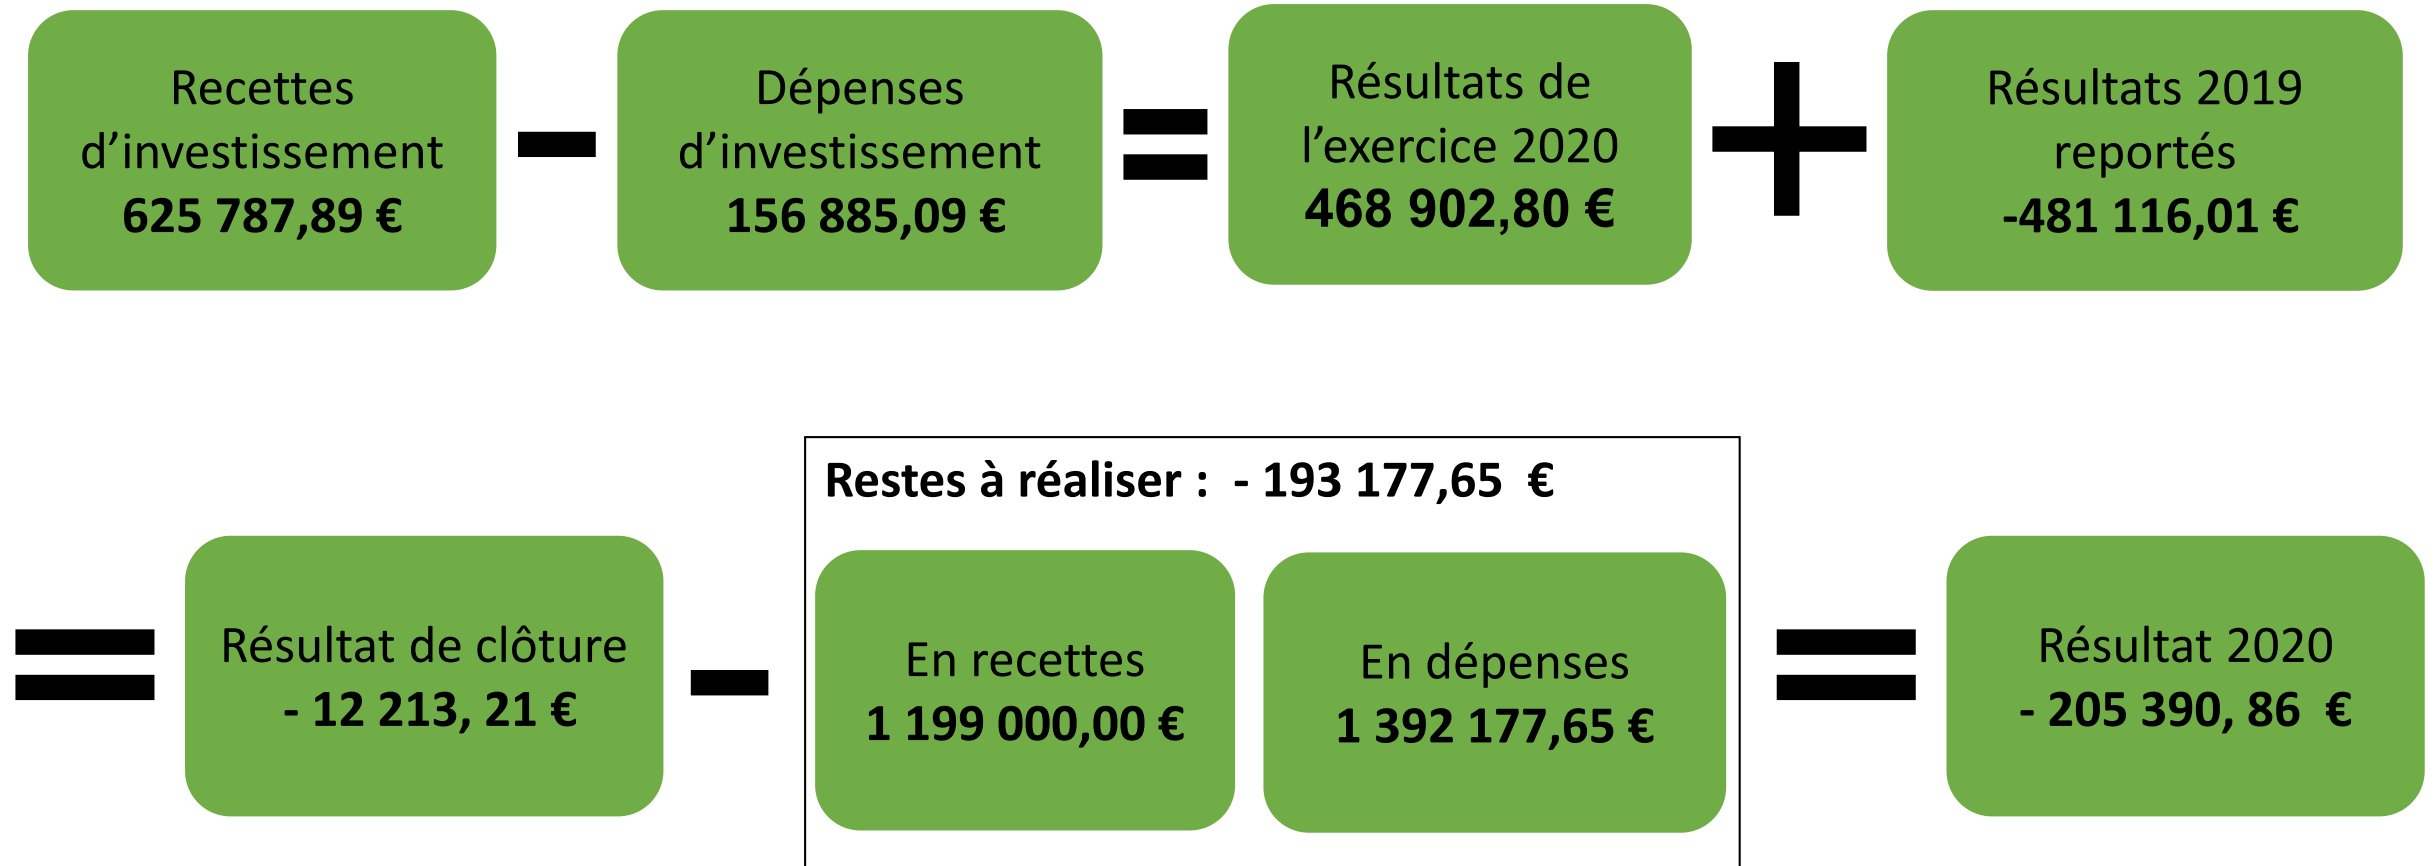 Recettes
d’investissement
625 787,89 €
Dépenses
d’investissement
156 885,09 €
Résultats de
l’exercice 2020
468 902,80 €
Résultats 2019
reportés
-481 116,01 €
Résultat de clôture
- 12 213, 21 €
Restes à réaliser :  - 193 177,65  €
En recettes
1 199 000,00 €
En dépenses
1 392 177,65 €
Résultat 2020
- 205 390, 86  €